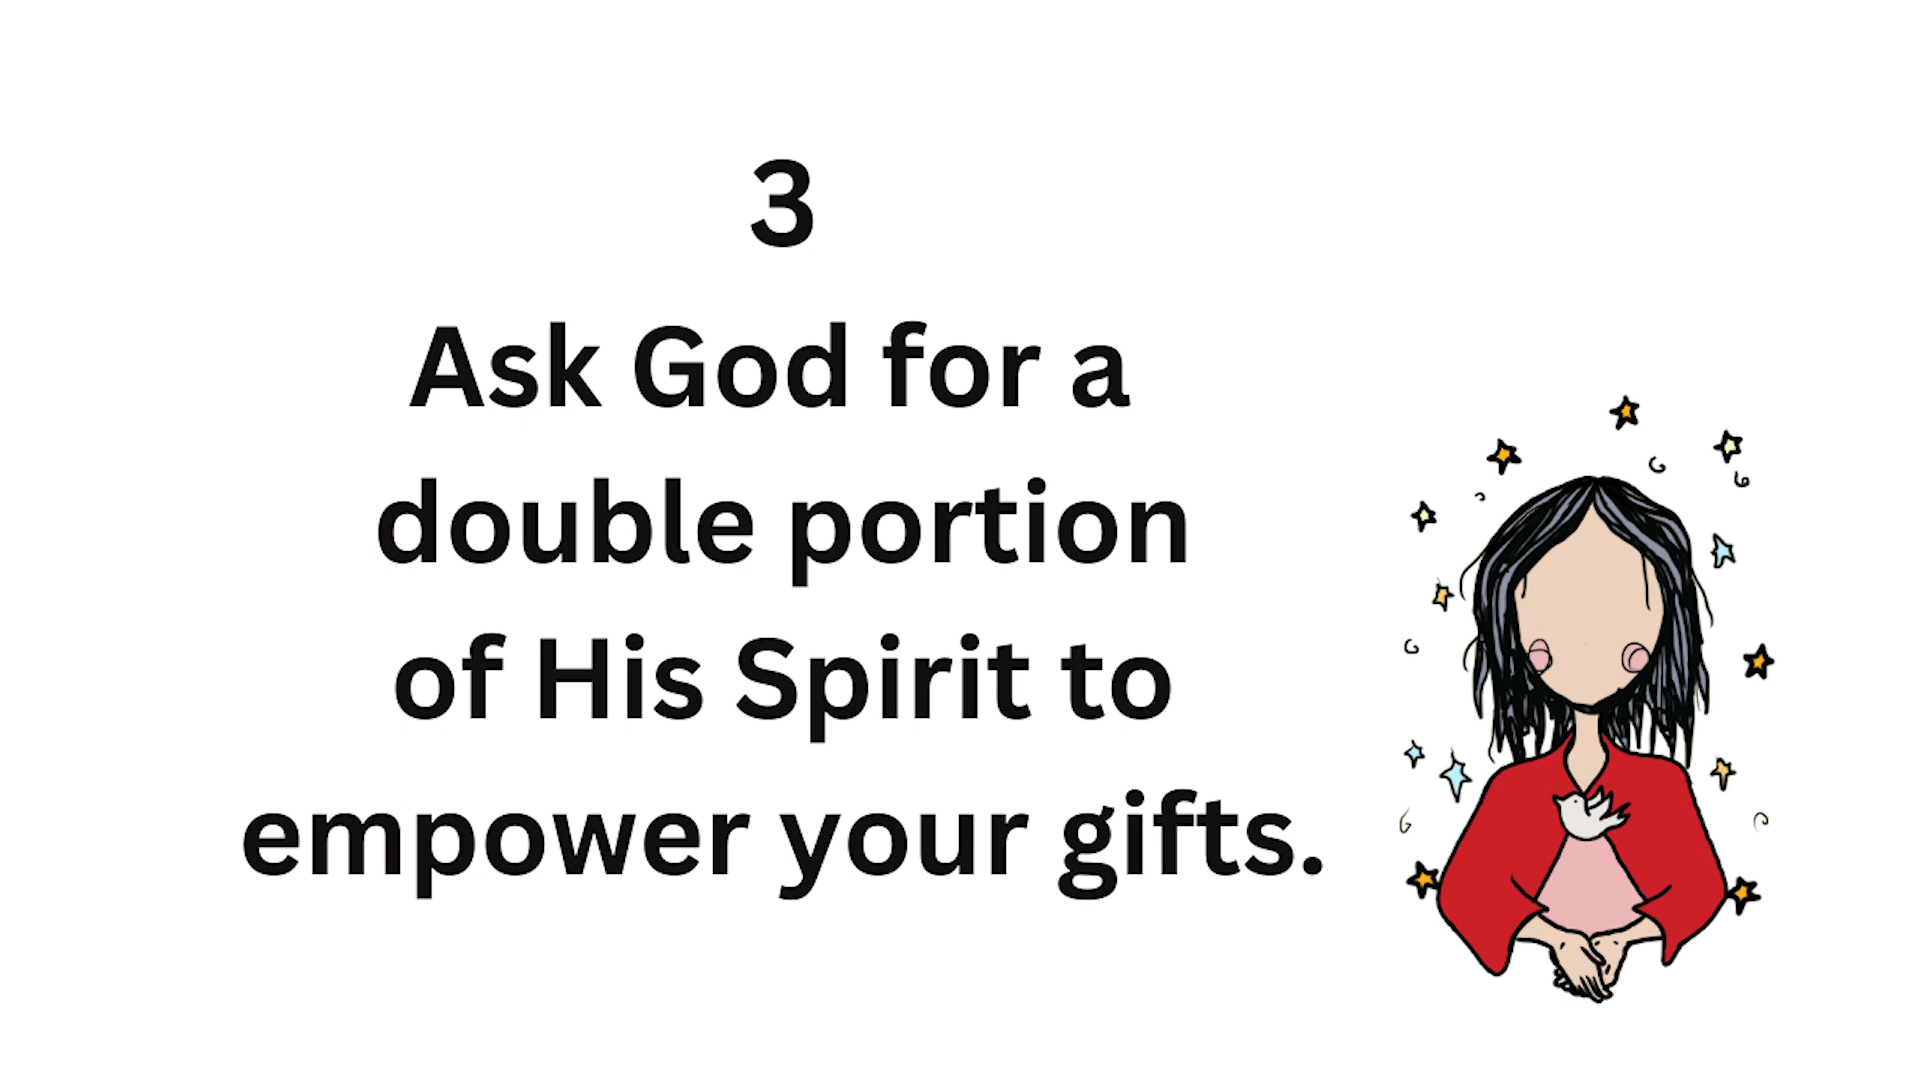 3
Ask God for a
double portion
of His Spirit to
empower your gifts.